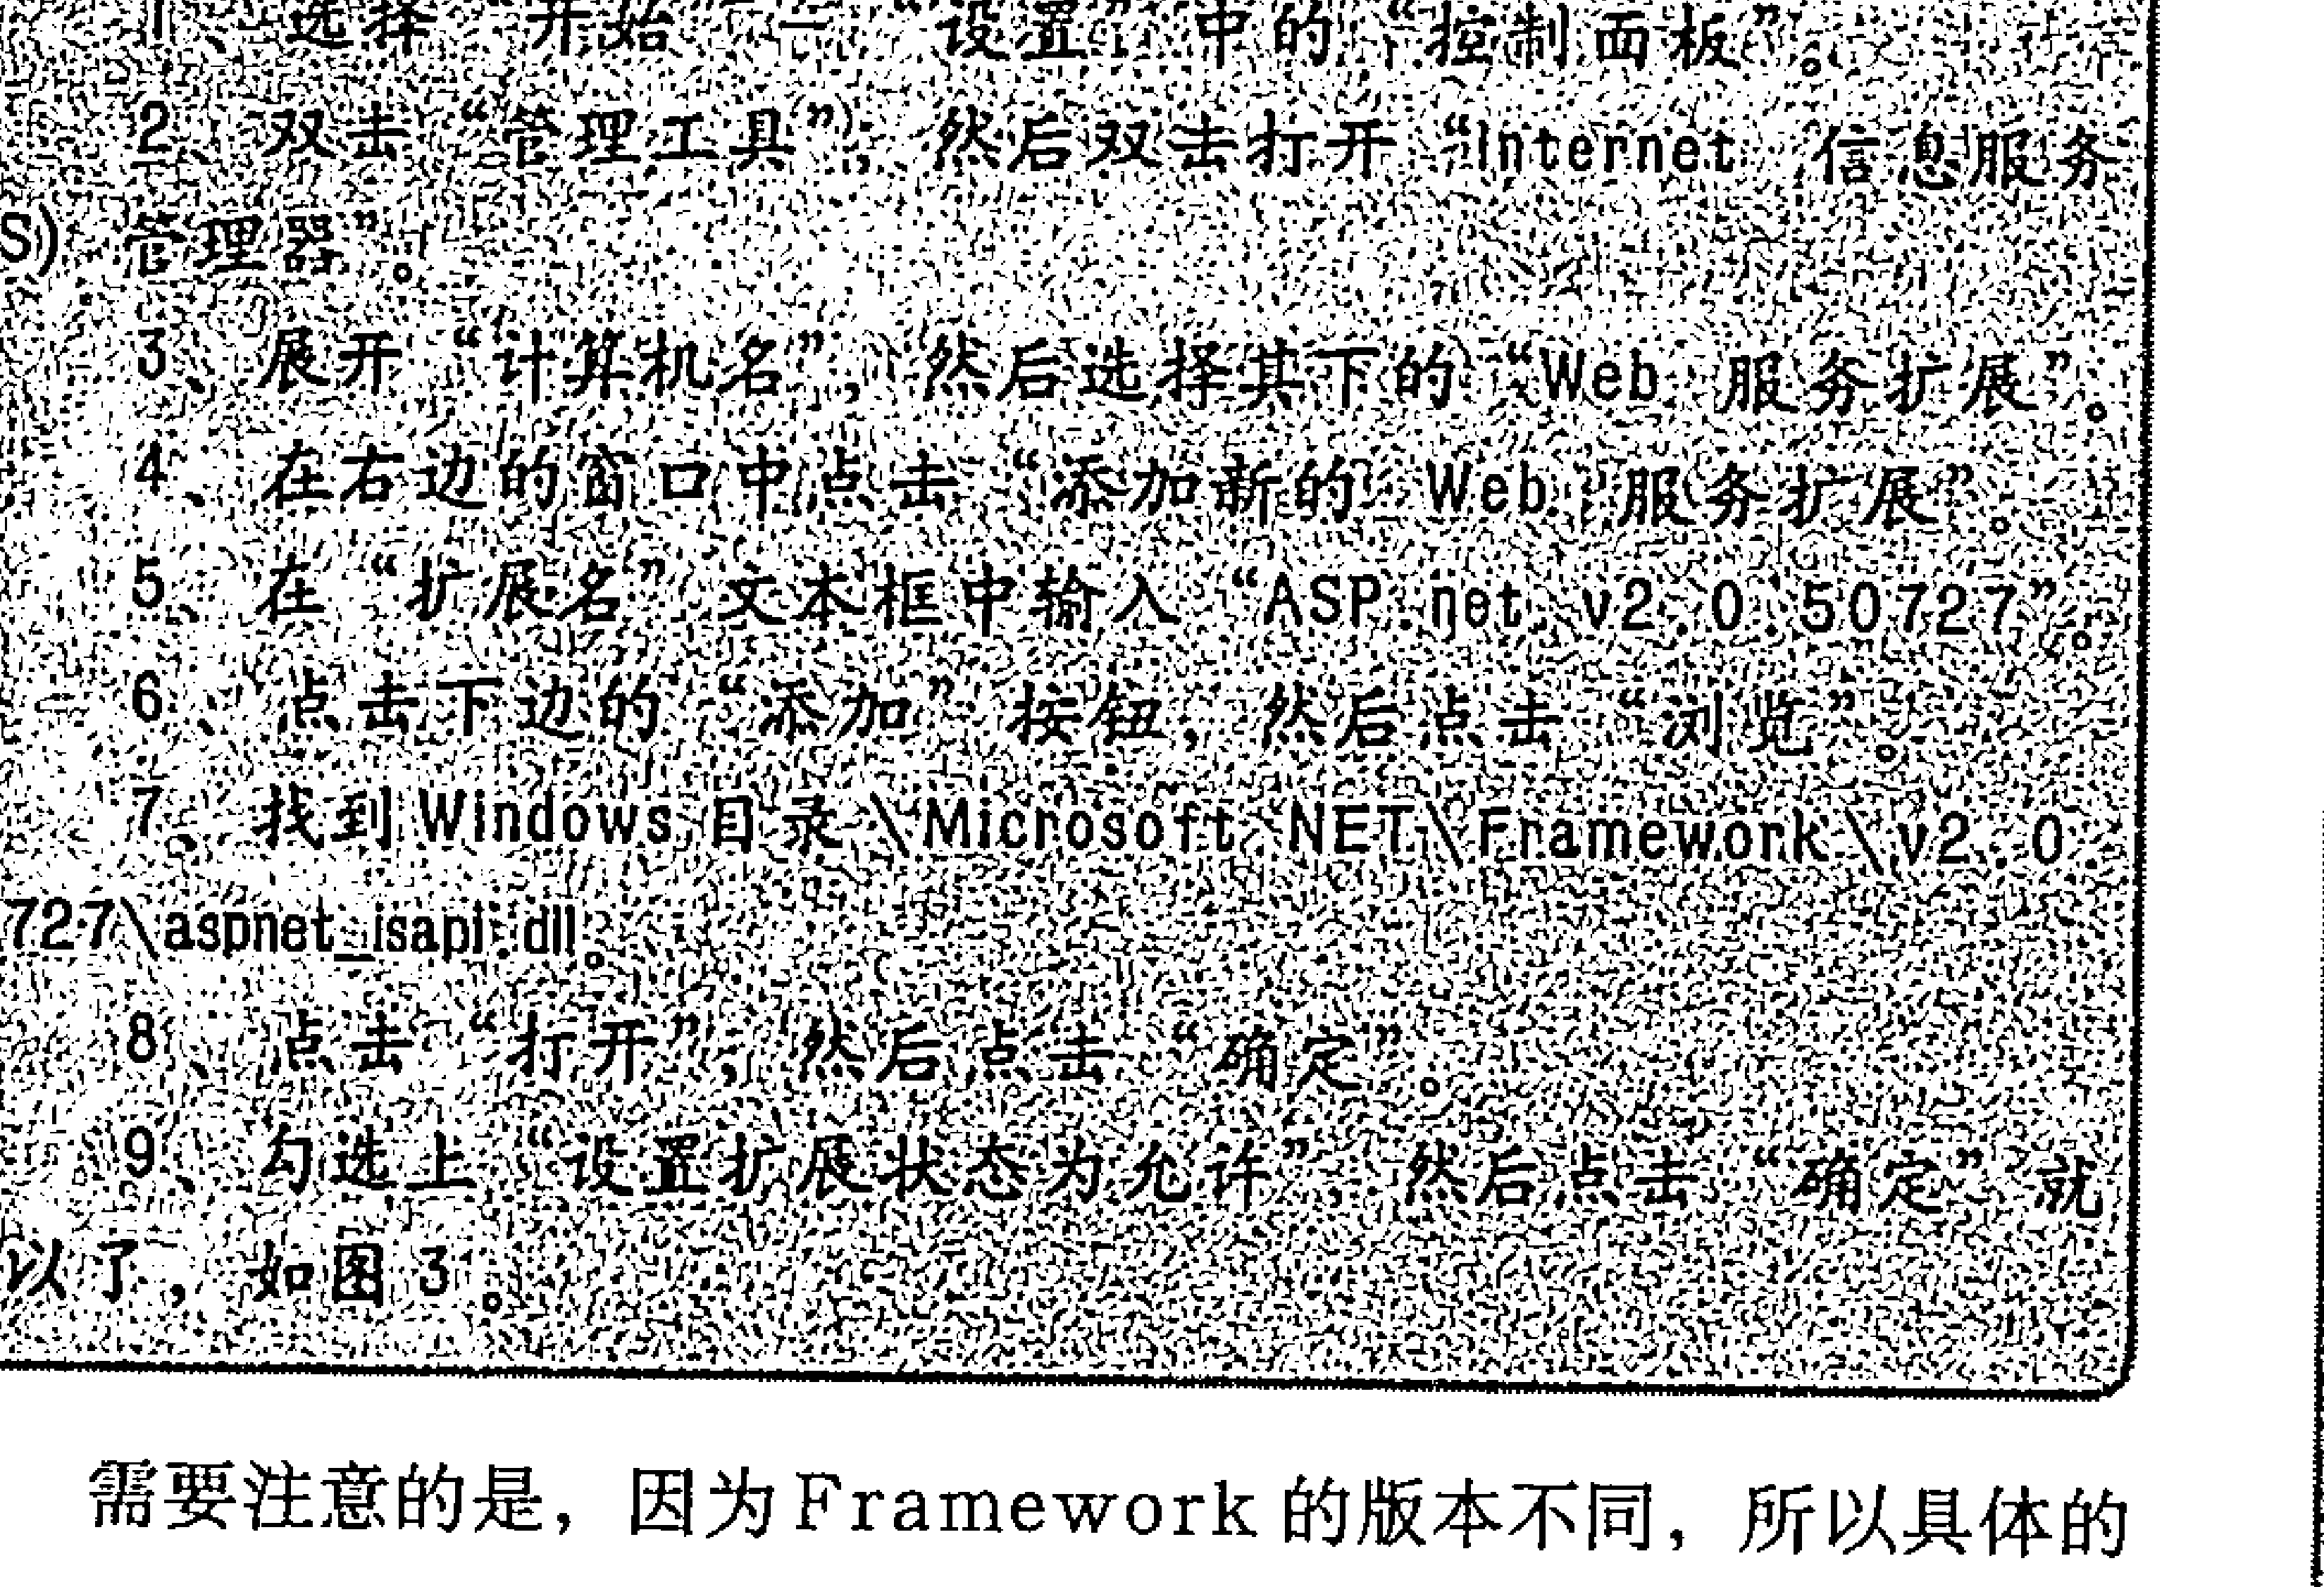 1、选择“开始”—“设置”中的“控制面板”。
2、双击“管理工具”，然后双击打开“Internet 信息服务
S) 管理器”。
3、展开“计算机名”，然后选择其下的“Web 服务扩展”。
4、在右边的窗口中点击“添加新的 Web 服务扩展”。
5、在“扩展名”文本框中输入“ASP.net v2.0.50727”。
6、点击下边的“添加”按钮，然后点击“浏览”。
7、找到Windows目录\Microsoft.NET\Framework\v2.0.
727\aspnet_isapi.dll。
8、点击“打开”，然后点击“确定”。
9、勾选上“设置扩展状态为允许”，然后点击“确定”就
以了，如图3。
需要注意的是，因为Framework的版本不同，所以具体的